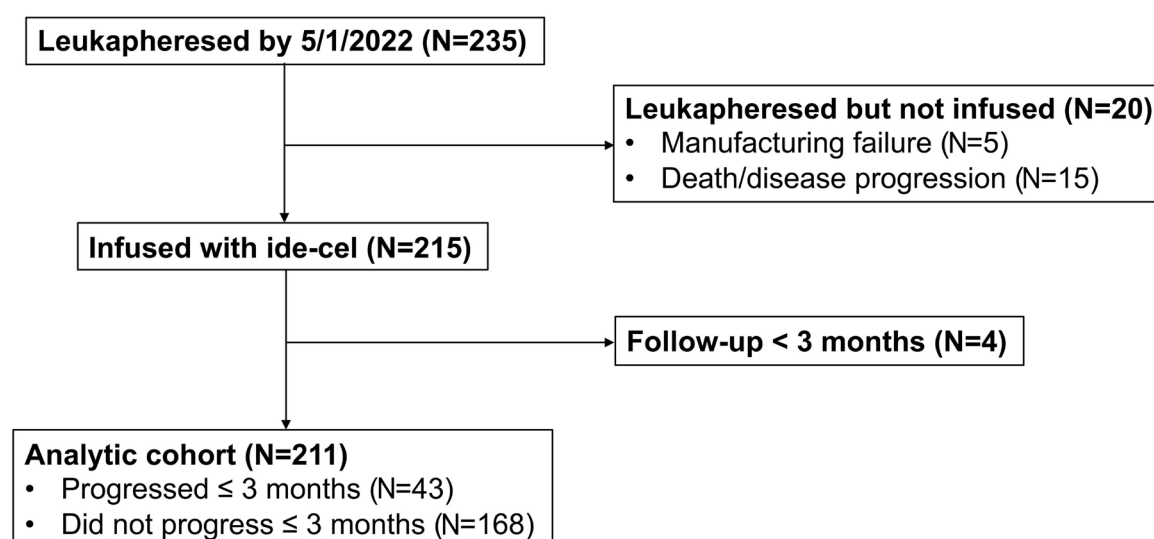 Leukapheresed by 5/1/2022 (N=235)
Leukapheresed but not infused (N=20)
• Manufacturing failure (N=5)
• Death/disease progression (N=15)
Infused with ide-cel (N=215)
Follow-up < 3 months (N=4)
Analytic cohort (N=211)
• Progressed ≤ 3 months (N=43)
• Did not progress ≤ 3 months (N=168)